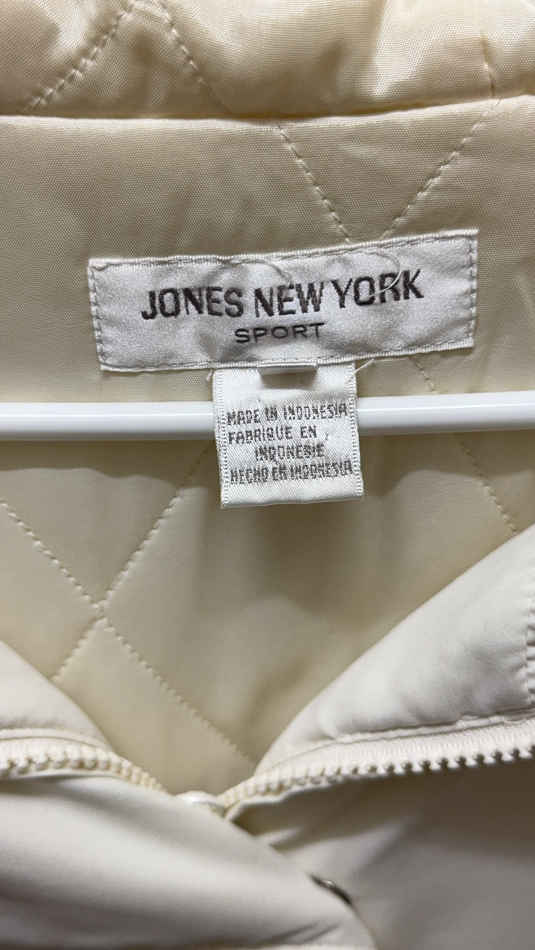 JONES NEW YORK
SPORT
MADE IN INDONESIA
FABRIQUE EN
INDONESIE
HECHO EN INDONESIA